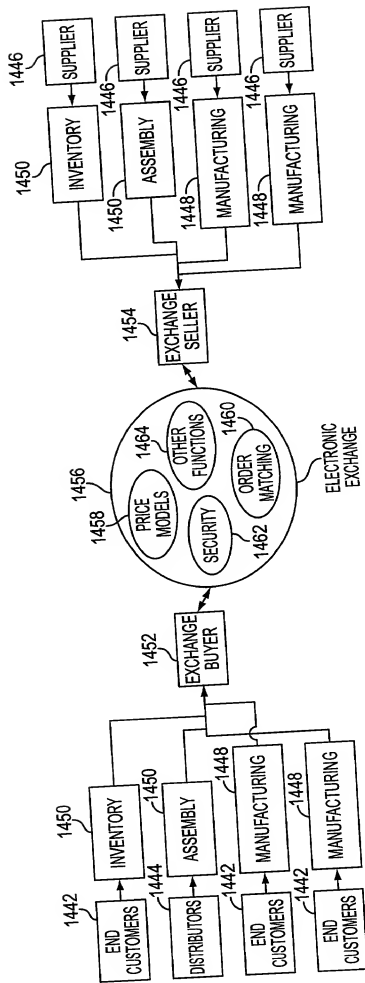 1442
END
CUSTOMERS
1450
INVENTORY
1444
DISTRIBUTORS
1450
ASSEMBLY
1442
END
CUSTOMERS
1448
MANUFACTURING
1442
END
CUSTOMERS
1448
MANUFACTURING
1452
EXCHANGE
BUYER
1456
1458
PRICE
MODELS
1464
OTHER
FUNCTIONS
SECURITY
1462
ORDER
MATCHING
1460
ELECTRONIC
EXCHANGE
1454
EXCHANGE
SELLER
1450
INVENTORY
1446
SUPPLIER
1450
ASSEMBLY
1446
SUPPLIER
1448
MANUFACTURING
1446
SUPPLIER
1448
MANUFACTURING
1446
SUPPLIER